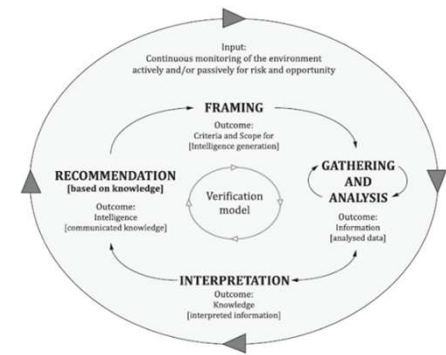 Input:
Continuous monitoring of the environment
actively and/or passively for risk and opportunity
FRAMING
Outcome:
Criteria and Scope for
[Intelligence generation]
GATHERING
AND
ANALYSIS
Outcome:
Information
[analysed data]
RECOMMENDATION
[based on knowledge]
Outcome:
Intelligence
[communicated knowledge]
Verification
model
INTERPRETATION
Outcome:
Knowledge
[interpreted information]